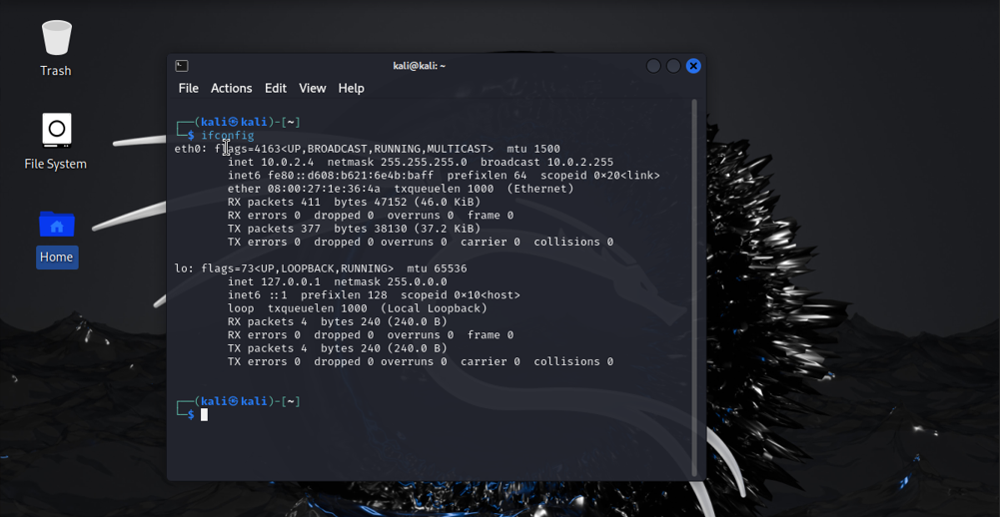 Trash
File System
Home
kali@kali: ~
File Actions Edit View Help
┌──(kali㉿kali)-[~]
└─$ ifconfig
eth0: flags=4163<UP,BROADCAST,RUNNING,MULTICAST>  mtu 1500
        inet 10.0.2.4  netmask 255.255.255.0  broadcast 10.0.2.255
        inet6 fe80::d608:b621:6e4b:baff  prefixlen 64  scopeid 0×20<link>
        ether 08:00:27:1e:36:4a  txqueuelen 1000  (Ethernet)
        RX packets 411  bytes 47152 (46.0 KiB)
        RX errors 0  dropped 0  overruns 0  frame 0
        TX packets 377  bytes 38130 (37.2 KiB)
        TX errors 0  dropped 0 overruns 0  carrier 0  collisions 0
lo: flags=73<UP,LOOPBACK,RUNNING>  mtu 65536
        inet 127.0.0.1  netmask 255.0.0.0
        inet6 ::1  prefixlen 128  scopeid 0×10<host>
        loop  txqueuelen 1000  (Local Loopback)
        RX packets 4  bytes 240 (240.0 B)
        RX errors 0  dropped 0  overruns 0  frame 0
        TX packets 4  bytes 240 (240.0 B)
        TX errors 0  dropped 0 overruns 0  carrier 0  collisions 0
┌──(kali㉿kali)-[~]
└─$